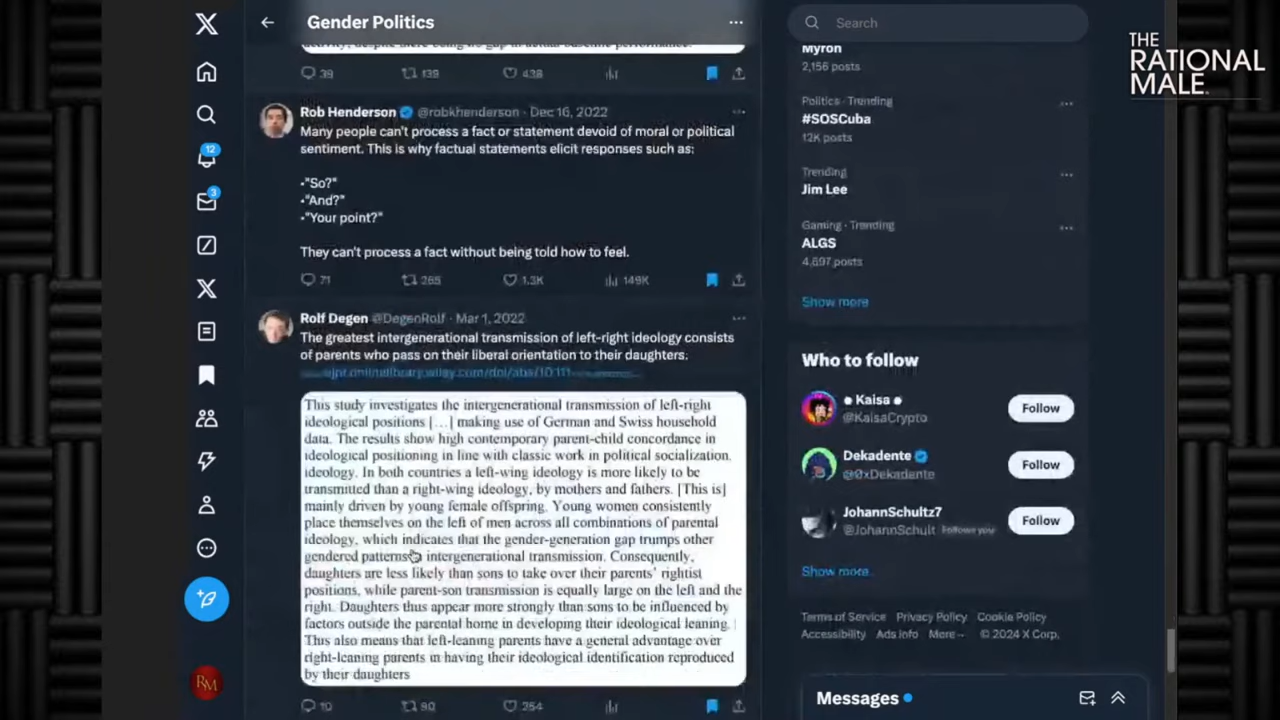 Gender Politics
39 139 438
Rob Henderson @robkhenderson · Dec 16, 2022
Many people can't process a fact or statement devoid of moral or political
sentiment. This is why factual statements elicit responses such as:
•"So?"
•"And?"
•"Your point?"
They can't process a fact without being told how to feel.
71 265 1.3K 149K
Rolf Degen @DegenRolf · Mar 1, 2022
The greatest intergenerational transmission of left-right ideology consists
of parents who pass on their liberal orientation to their daughters.
This study investigates the intergenerational transmission of left-right
ideological positions [...] making use of German and Swiss household
data. The results show high contemporary parent-child concordance in
ideological positioning in line with classic work in political socialization.
ideology. In both countries a left-wing ideology is more likely to be
transmitted than a right-wing ideology, by mothers and fathers. [This is]
mainly driven by young female offspring. Young women consistently
place themselves on the left of men across all combinations of parental
ideology, which indicates that the gender-generation gap trumps other
gendered patterns intergenerational transmission. Consequently,
daughters are less likely than sons to take over their parents' rightist
positions, while parent-son transmission is equally large on the left and the
right. Daughters thus appear more strongly than sons to be influenced by
factors outside the parental home in developing their ideological leaning.
This also means that left-leaning parents have a general advantage over
right-leaning parents in having their ideological identification reproduced
by their daughters
10 90 254
12
3
RM
Search
Myron
2,156 posts
Politics · Trending
#SOSCuba
12K posts
Trending
Jim Lee
Gaming · Trending
ALGS
4,697 posts
Show more
Who to follow
Kaisa
@KaisaCrypto
Follow
Dekadente
@0xDekadente
Follow
JohannSchultz7
@JohannSchult Follows you
Follow
Show more
Terms of Service Privacy Policy Cookie Policy
Accessibility Ads info More ··· © 2024 X Corp.
Messages
THE
RATIONAL
MALE